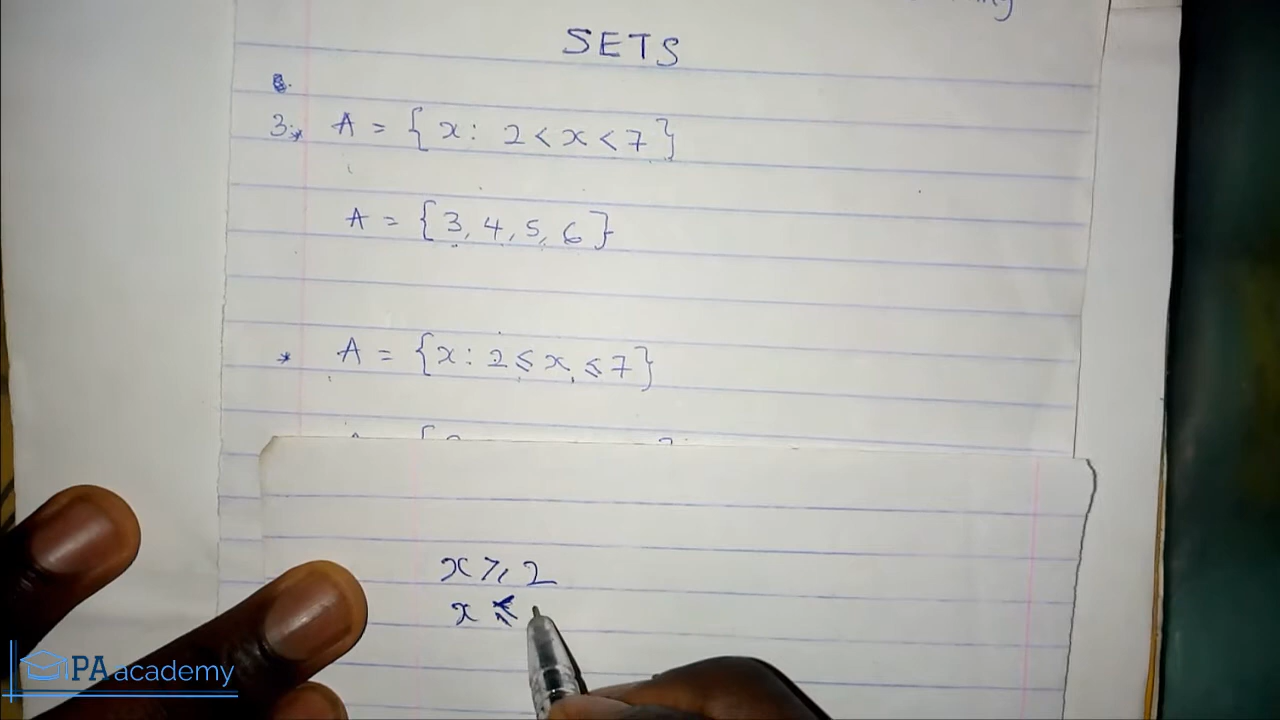 SETS
3. * A = { x : 2 < x < 7 }
A = { 3, 4, 5, 6 }
* A = { x : 2 ≤ x ≤ 7 }
x ≥ 2
x ≤
PA academy